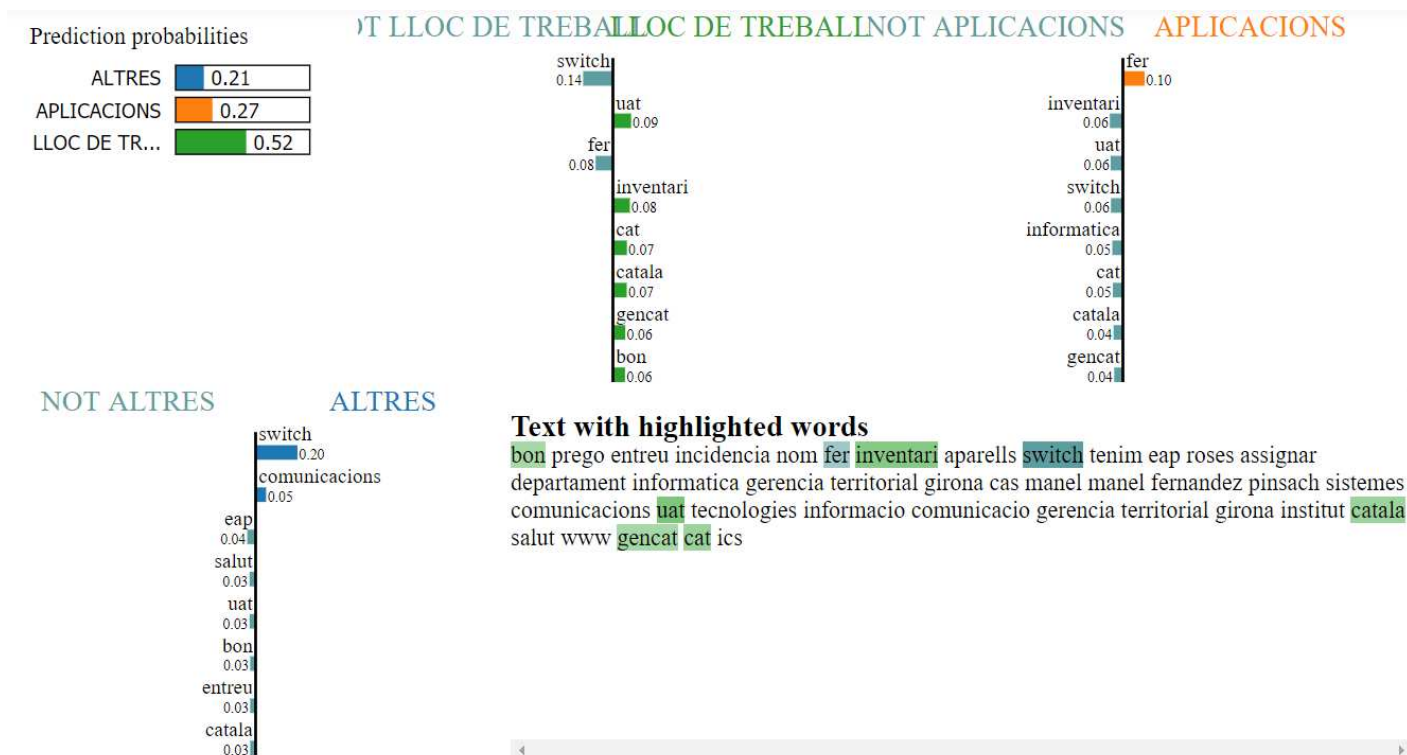 Prediction probabilities
ALTRES 0.21
APLICACIONS 0.27
LLOC DE TR... 0.52
OT LLOC DE TREBALL
LLOC DE TREBALL
switch
0.14
uat
0.09
fer
0.08
inventari
0.08
cat
0.07
catala
0.07
gencat
0.06
bon
0.06
NOT APLICACIONS
APLICACIONS
fer
0.10
inventari
0.06
uat
0.06
switch
0.06
informatica
0.05
cat
0.05
catala
0.04
gencat
0.04
NOT ALTRES
ALTRES
switch
0.20
comunicacions
0.05
eap
0.04
salut
0.03
uat
0.03
bon
0.03
entreu
0.03
catala
0.03
Text with highlighted words
bon prego entreu incidencia nom fer inventari aparells switch tenim eap roses assignar
departament informatica gerencia territorial girona cas manel manel fernandez pinsach sistemes
comunicacions uat tecnologies informacio comunicacio gerencia territorial girona institut catala
salut www gencat cat ics